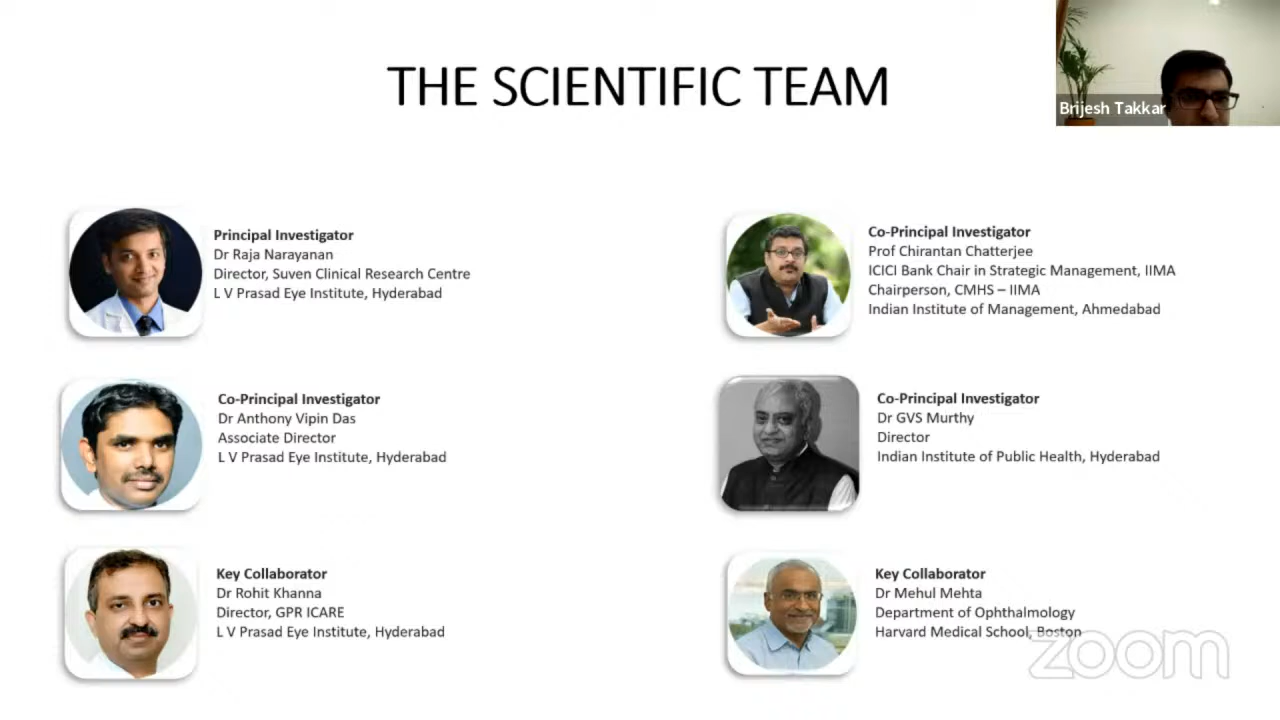 THE SCIENTIFIC TEAM
Brijesh Takkar
Principal Investigator
Dr Raja Narayanan
Director, Suven Clinical Research Centre
L V Prasad Eye Institute, Hyderabad
Co-Principal Investigator
Prof Chirantan Chatterjee
ICICI Bank Chair in Strategic Management, IIMA
Chairperson, CMHS – IIMA
Indian Institute of Management, Ahmedabad
Co-Principal Investigator
Dr Anthony Vipin Das
Associate Director
L V Prasad Eye Institute, Hyderabad
Co-Principal Investigator
Dr GVS Murthy
Director
Indian Institute of Public Health, Hyderabad
Key Collaborator
Dr Rohit Khanna
Director, GPR ICARE
L V Prasad Eye Institute, Hyderabad
Key Collaborator
Dr Mehul Mehta
Department of Ophthalmology
Harvard Medical School, Boston
zoom